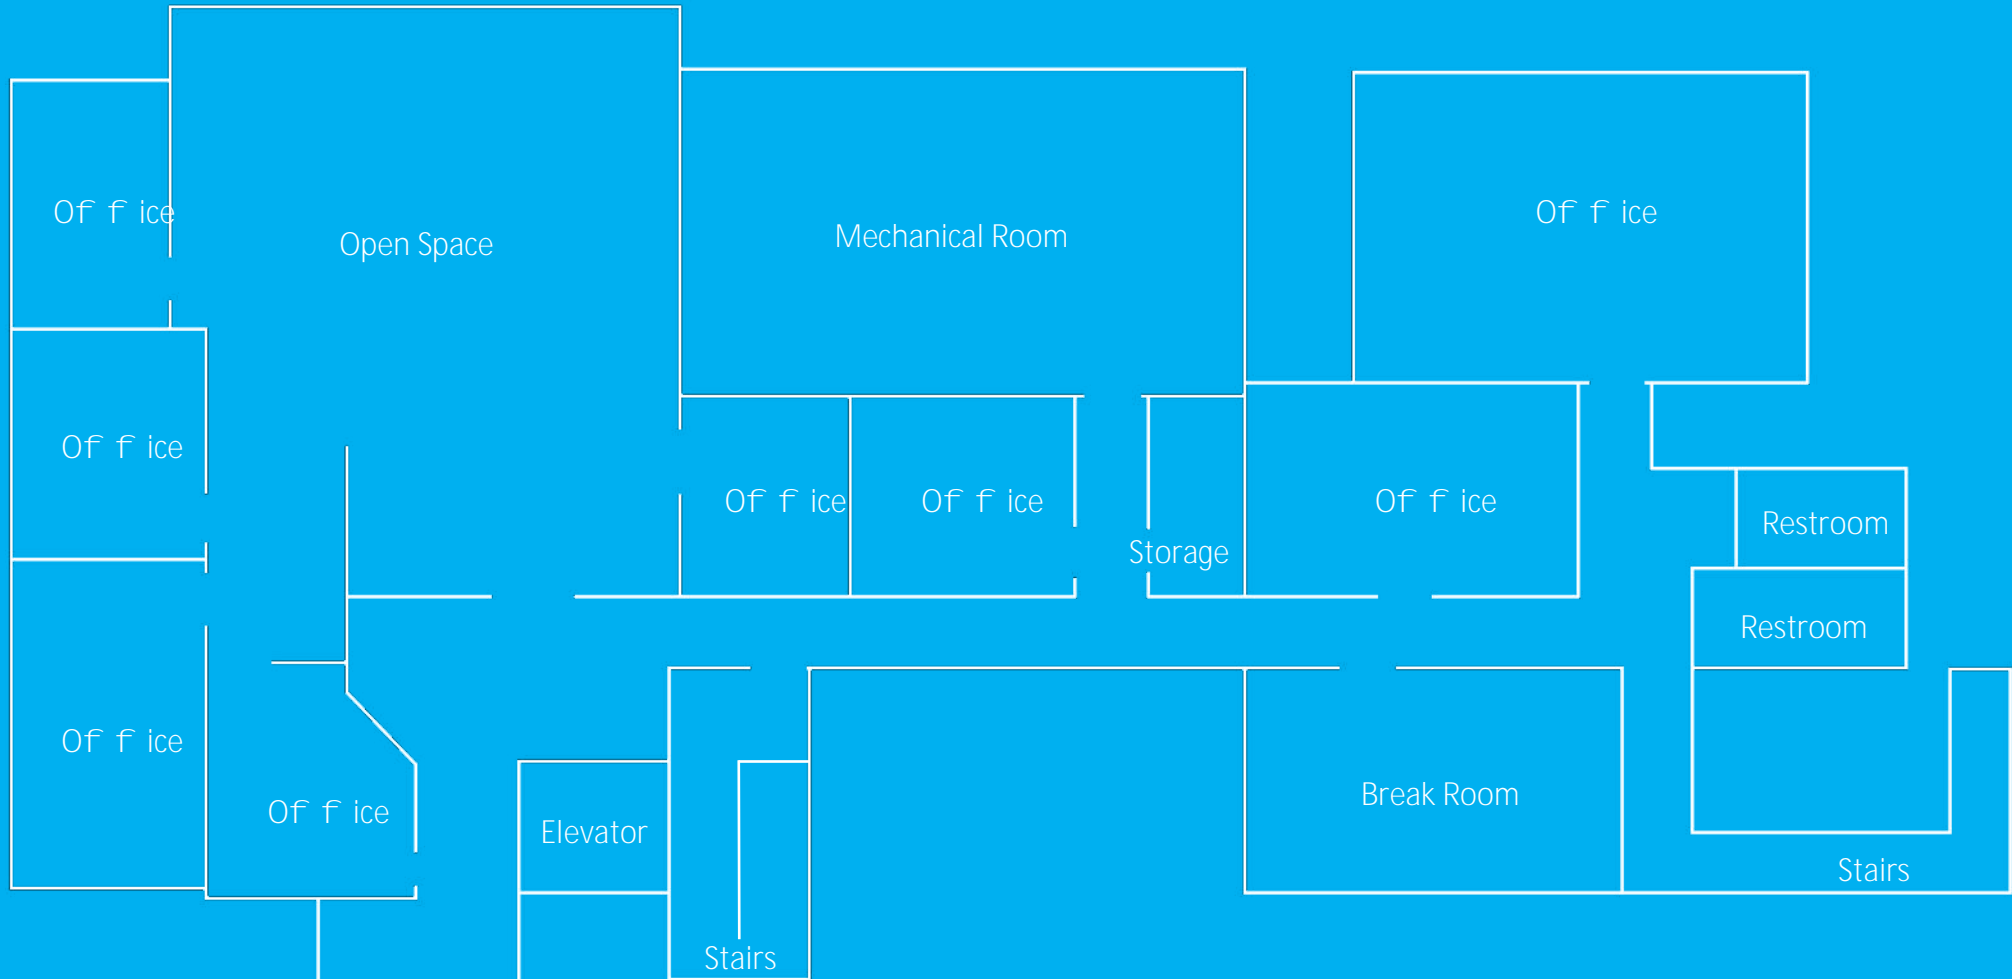 Office
Office
Open Space
Mechanical Room
Office
Office
Office
Office
Restroom
Storage
Restroom
Office
Break Room
Office
Elevator
Stairs
Stairs